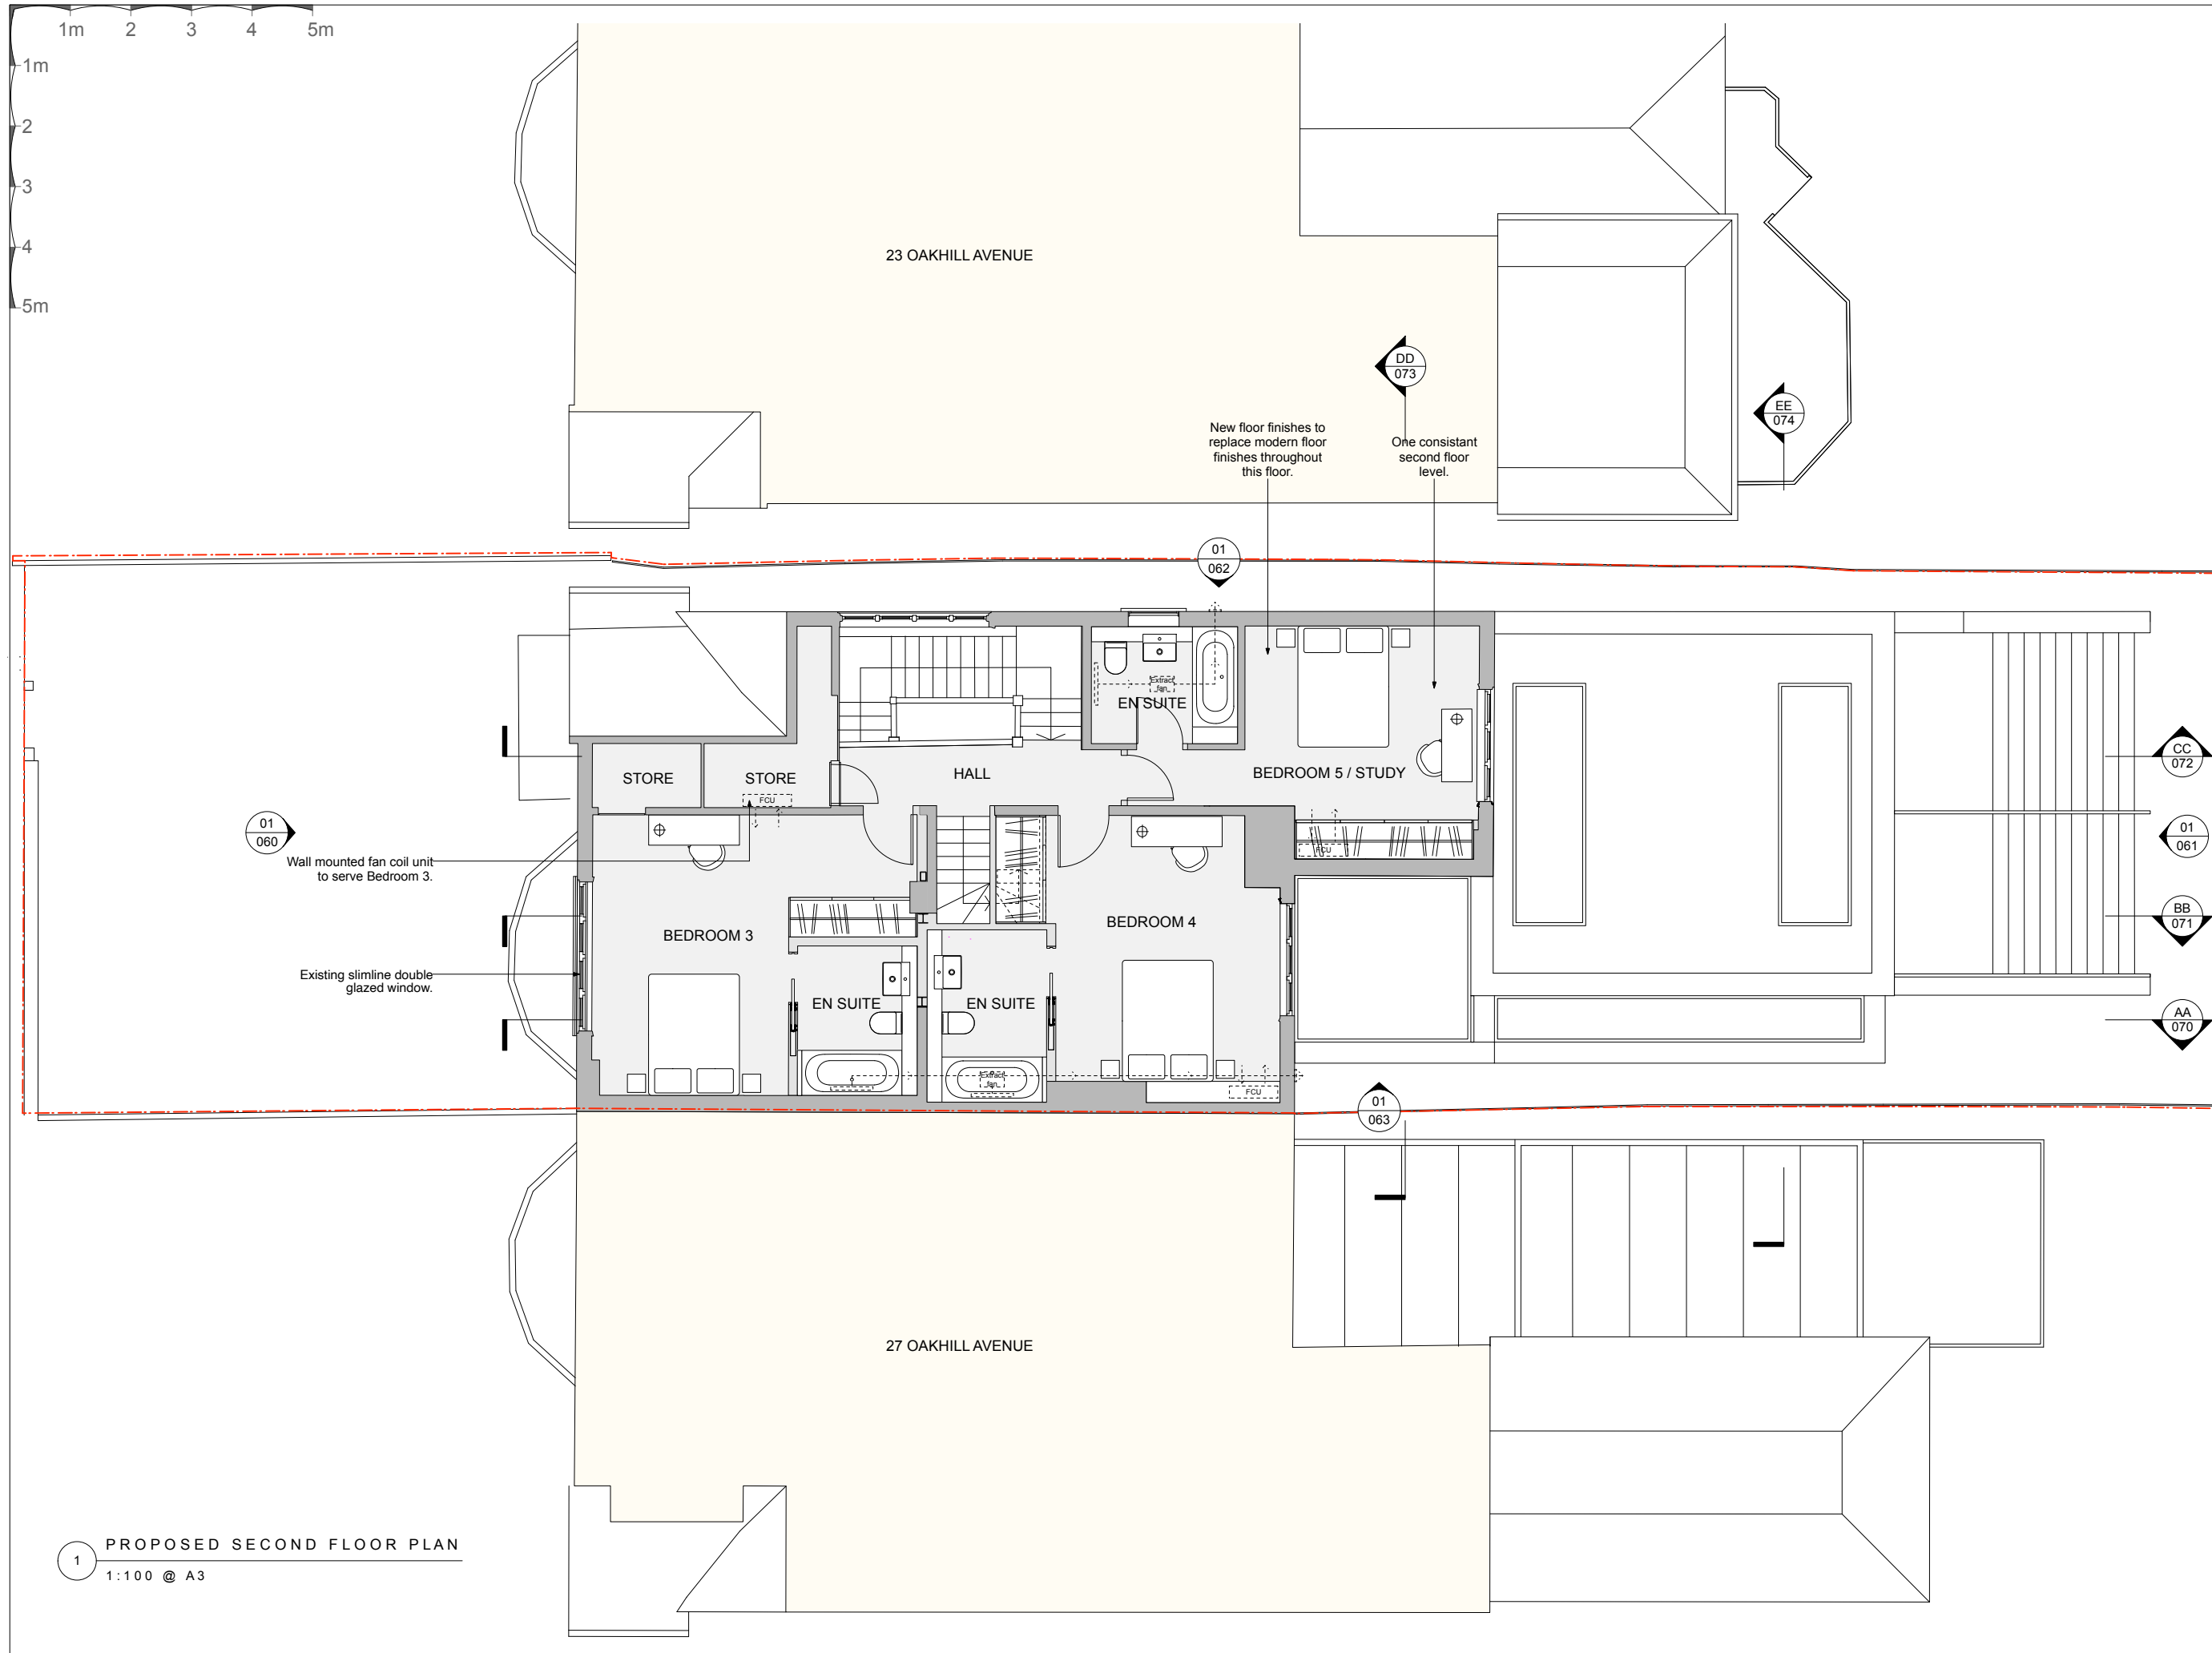 1m 2 3 4 5m
1m
2
3
4
5m
23 OAKHILL AVENUE
DD
073
EE
074
New floor finishes to
replace modern floor
finishes throughout
this floor.
One consistant
second floor
level.
01
062
Extract
fan
EN SUITE
STORE
STORE
HALL
BEDROOM 5 / STUDY
FCU
FCU
CC
072
01
060
01
061
Wall mounted fan coil unit
to serve Bedroom 3.
BEDROOM 3
BEDROOM 4
BB
071
Existing slimline double
glazed window.
EN SUITE
EN SUITE
AA
070
Extract
fan
FCU
01
063
27 OAKHILL AVENUE
1
PROPOSED SECOND FLOOR PLAN
1:100 @ A3